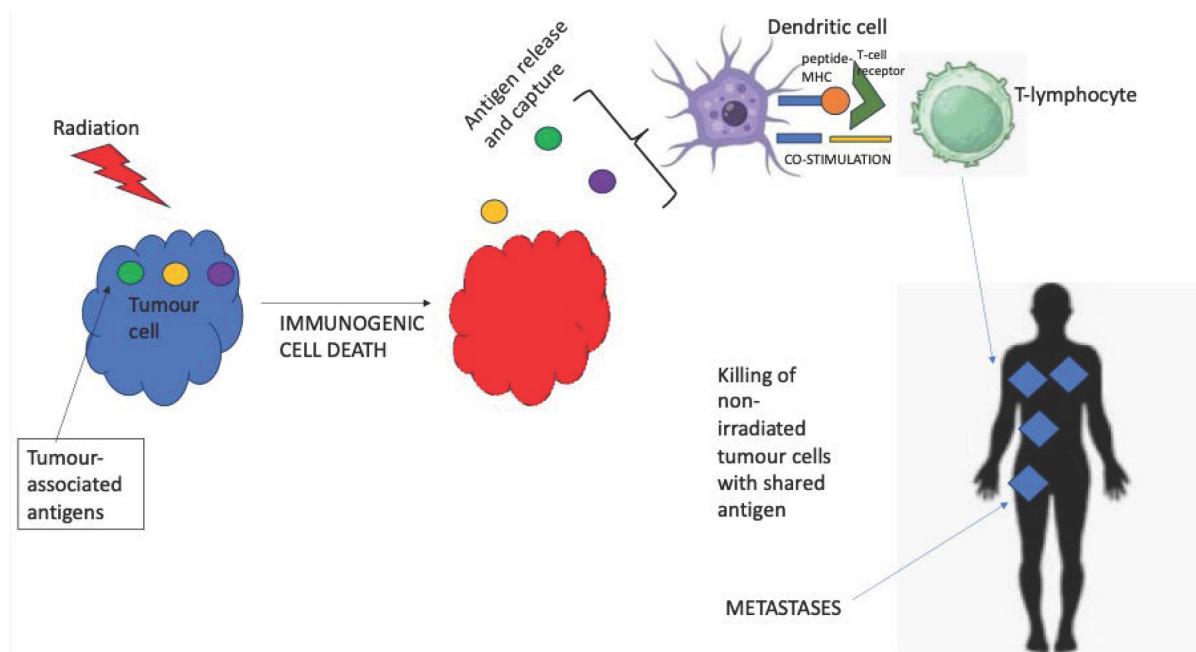 Radiation
Tumour
cell
Tumour-
associated
antigens
IMMUNOGENIC
CELL DEATH
Antigen release
and capture
Dendritic cell
peptide-
MHC
T-cell
receptor
CO-STIMULATION
T-lymphocyte
Killing of
non-
irradiated
tumour cells
with shared
antigen
METASTASES